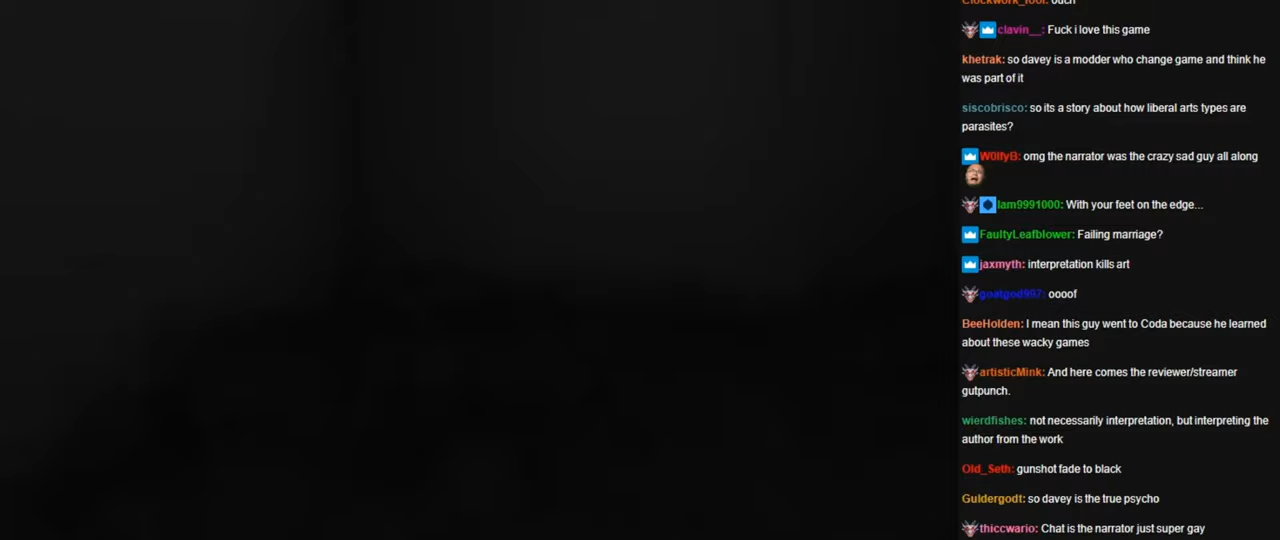 Clockwork_fool: ouch
clavin__: Fuck i love this game
khetrak: so davey is a modder who change game and think he
was part of it
siscobrisco: so its a story about how liberal arts types are
parasites?
W0lfyB: omg the narrator was the crazy sad guy all along
Iam9991000: With your feet on the edge...
FaultyLeafblower: Failing marriage?
jaxmyth: interpretation kills art
goatgod997: oooof
BeeHolden: I mean this guy went to Coda because he learned
about these wacky games
artisticMink: And here comes the reviewer/streamer
gutpunch.
wierdfishes: not necessarily interpretation, but interpreting the
author from the work
Old_Seth: gunshot fade to black
Guldergodt: so davey is the true psycho
thiccwario: Chat is the narrator just super gay